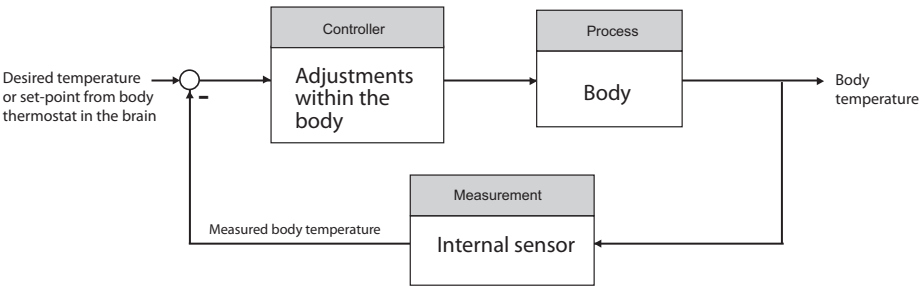 Controller
Adjustments
within the
body
Process
Body
Desired temperature
or set-point from body
thermostat in the brain
–
Body
temperature
Measurement
Internal sensor
Measured body temperature